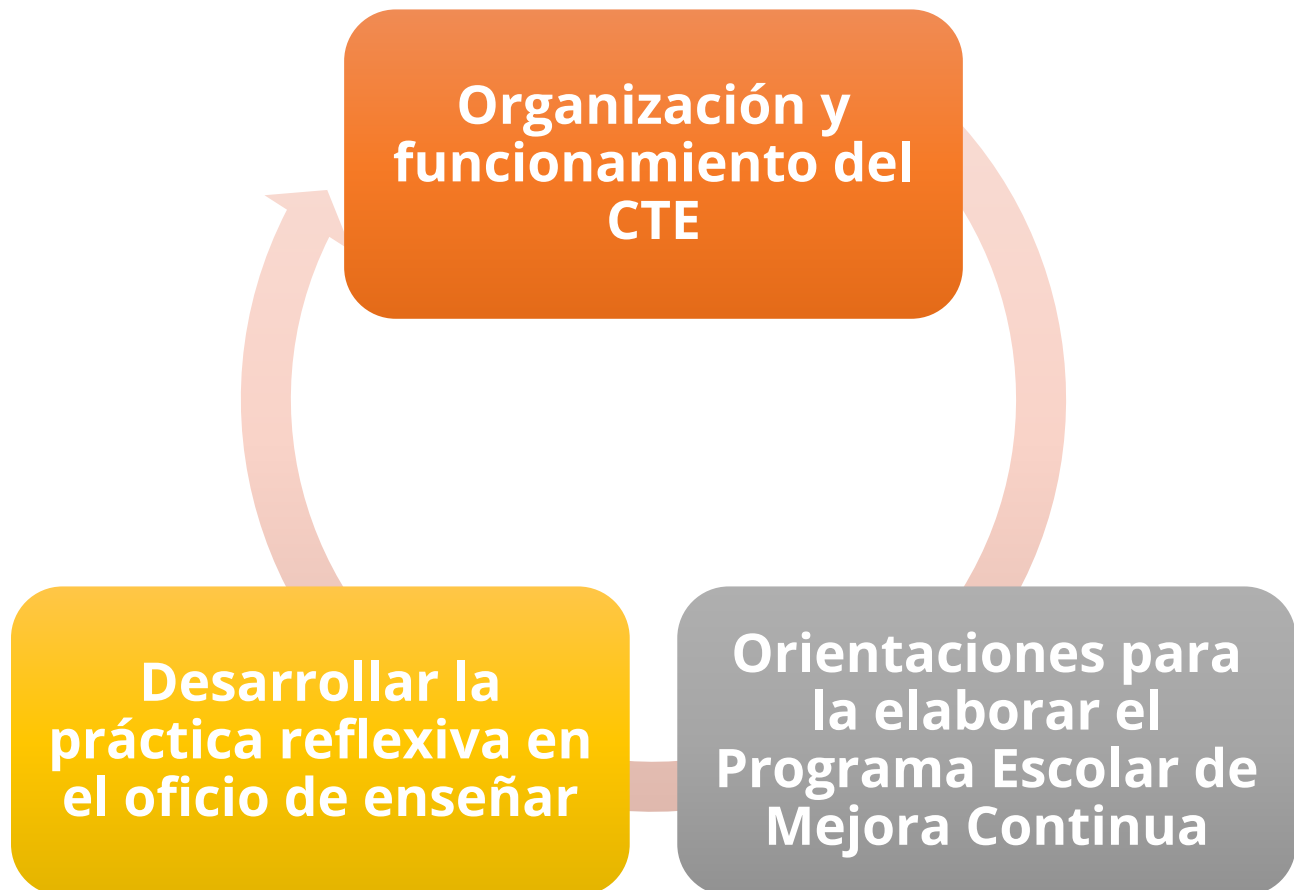 Organización y
funcionamiento del
CTE
Desarrollar la
práctica reflexiva en
el oficio de enseñar
Orientaciones para
la elaborar el
Programa Escolar de
Mejora Continua